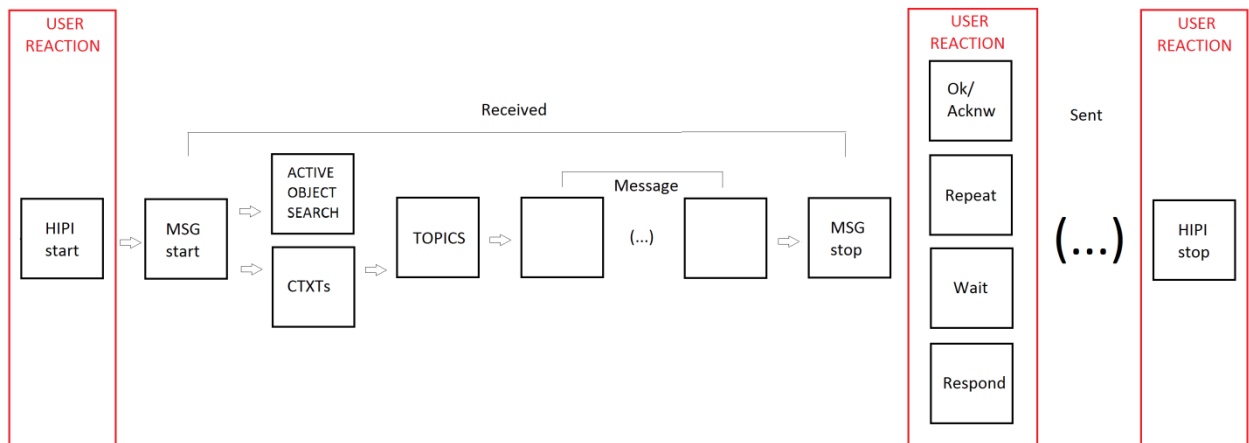 USER
REACTION
HIPI
start
Received
MSG
start
ACTIVE
OBJECT
SEARCH
CTXTs
TOPICS
Message
(...)
MSG
stop
USER
REACTION
Ok/
Acknw
Repeat
Wait
Respond
Sent
(...)
USER
REACTION
HIPI
stop